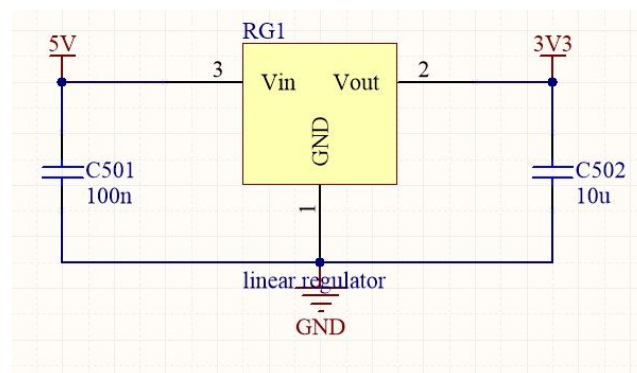 RG1
5V
3V3
3
Vin
Vout
2
GND
C501
100n
C502
10u
1
linear regulator
GND